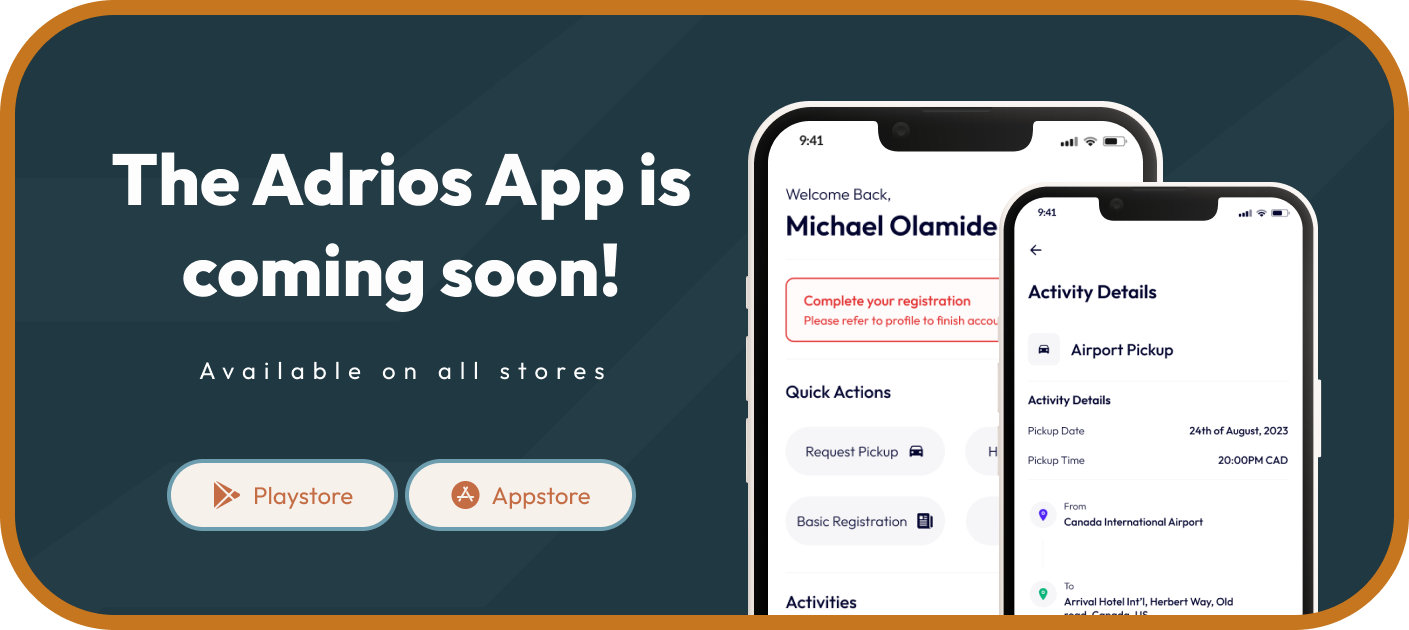 The Adrios App is
coming soon!
Available on all stores
Playstore
Appstore
9:41
Welcome Back,
Michael Olamide
Complete your registration
Please refer to profile to finish
Quick Actions
Request Pickup
H
Basic Registration
Activities
9:41
Activity Details
Airport Pickup
Activity Details
Pickup Date 24th of August, 2023
Pickup Time 20:00PM CAD
From
Canada International Airport
To
Arrival Hotel Int'l, Herbert Way, Old
road, Canada, US